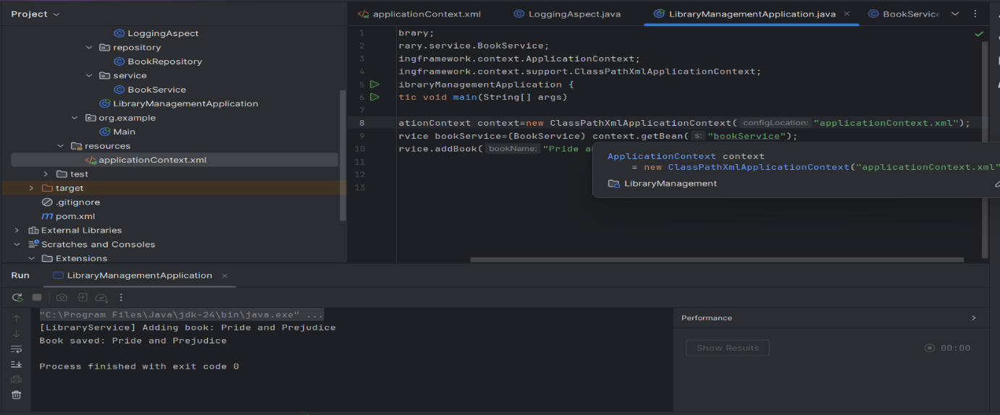 Project
applicationContext.xml
LoggingAspect.java
LibraryManagementApplication.java
BookService
LoggingAspect
repository
BookRepository
service
BookService
LibraryManagementApplication
org.example
Main
resources
applicationContext.xml
test
target
.gitignore
pom.xml
External Libraries
Scratches and Consoles
Extensions
1 brary;
2 rary.service.BookService;
3 ingframework.context.ApplicationContext;
4 ingframework.context.support.ClassPathXmlApplicationContext;
5 ibraryManagementApplication {
6 tic void main(String[] args)
7
8 ationContext context=new ClassPathXmlApplicationContext( configLocation: "applicationContext.xml");
9 rvice bookService=(BookService) context.getBean( s: "bookService");
10 rvice.addBook( bookName: "Pride a
11
12
13
ApplicationContext context
= new ClassPathXmlApplicationContext("applicationContext.xml"
LibraryManagement
Run
LibraryManagementApplication
"C:\Program Files\Java\jdk-24\bin\java.exe" ...
[LibraryService] Adding book: Pride and Prejudice
Book saved: Pride and Prejudice
Process finished with exit code 0
Performance
Show Results
00:00